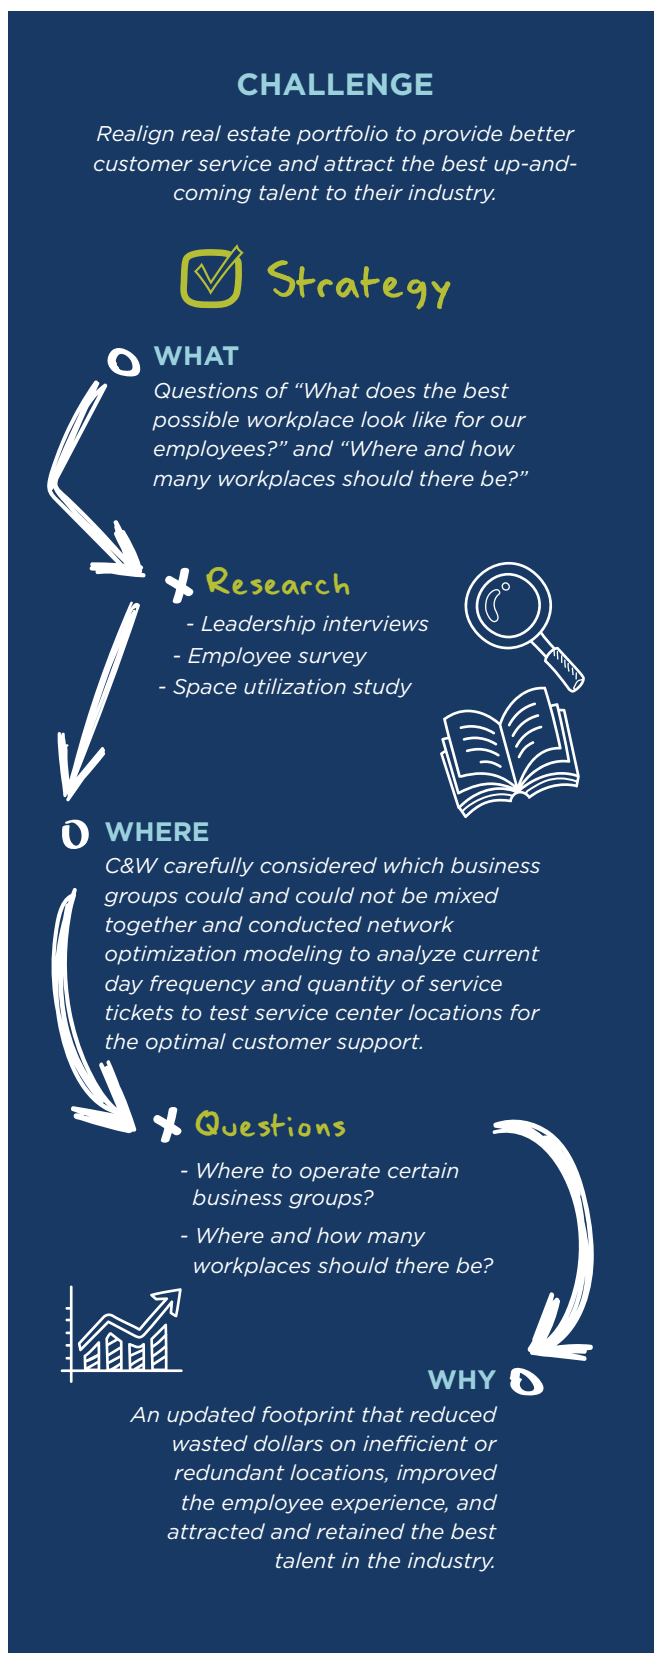 CHALLENGE
Realign real estate portfolio to provide better
customer service and attract the best up-and-
coming talent to their industry.
Strategy
WHAT
Questions of “What does the best
possible workplace look like for our
employees?” and “Where and how
many workplaces should there be?”
Research
- Leadership interviews
- Employee survey
- Space utilization study
WHERE
C&W carefully considered which business
groups could and could not be mixed
together and conducted network
optimization modeling to analyze current
day frequency and quantity of service
tickets to test service center locations for
the optimal customer support.
Questions
- Where to operate certain
business groups?
- Where and how many
workplaces should there be?
WHY
An updated footprint that reduced
wasted dollars on inefficient or
redundant locations, improved
the employee experience, and
attracted and retained the best
talent in the industry.